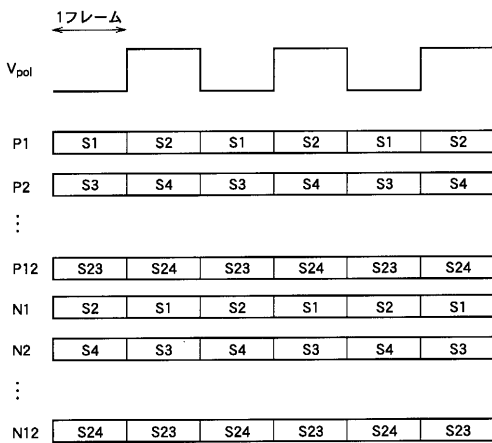 1フレーム
Vpol
P1 S1 S2 S1 S2 S1 S2
P2 S3 S4 S3 S4 S3 S4
⋮
P12 S23 S24 S23 S24 S23 S24
N1 S2 S1 S2 S1 S2 S1
N2 S4 S3 S4 S3 S4 S3
⋮
N12 S24 S23 S24 S23 S24 S23